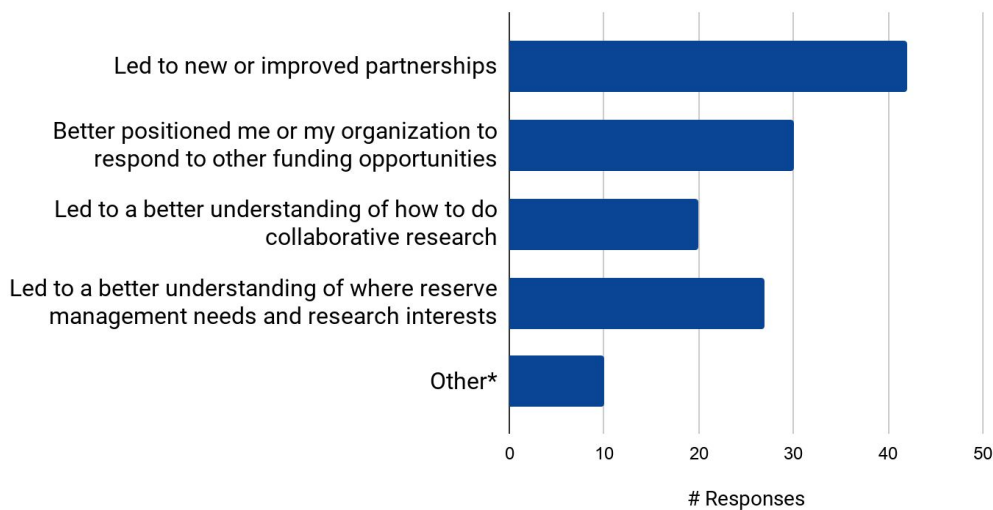 Led to new or improved partnerships
Better positioned me or my organization to
respond to other funding opportunities
Led to a better understanding of how to do
collaborative research
Led to a better understanding of where reserve
management needs and research interests
Other*
0 10 20 30 40 50
# Responses